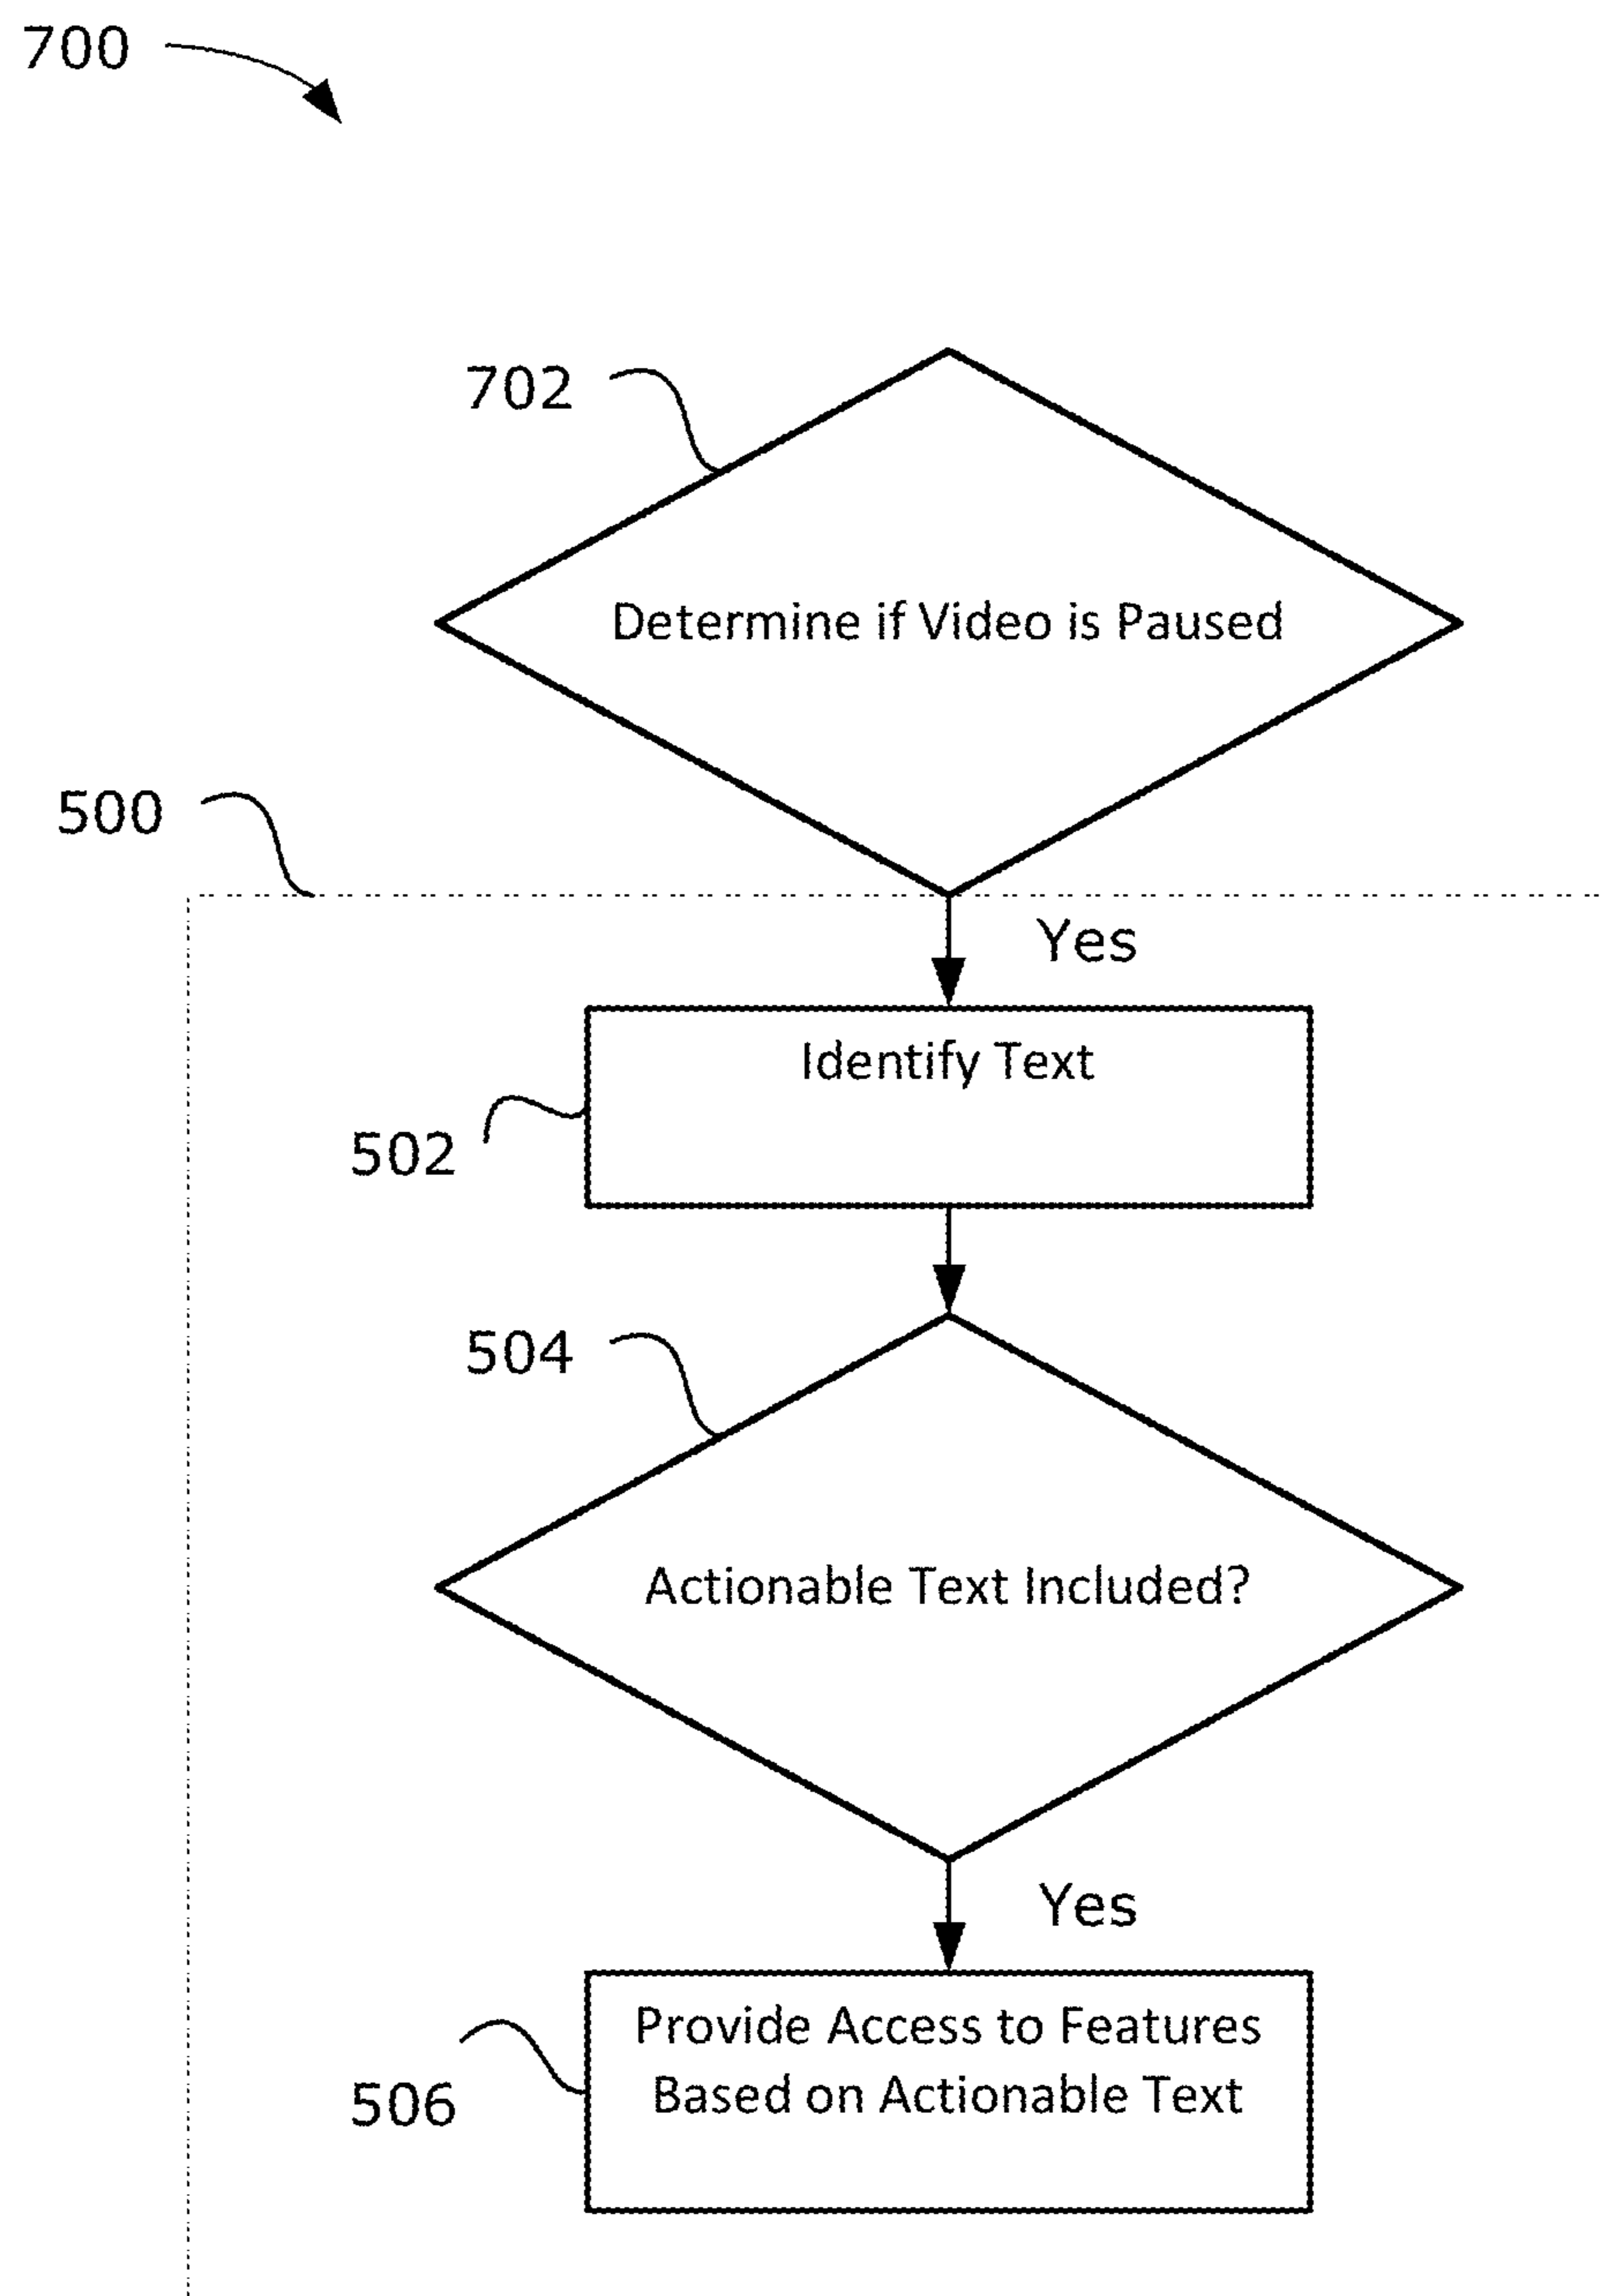 700
702
Determine if Video is Paused
500
Yes
Identify Text
502
504
Actionable Text Included?
Yes
Provide Access to Features
Based on Actionable Text
506